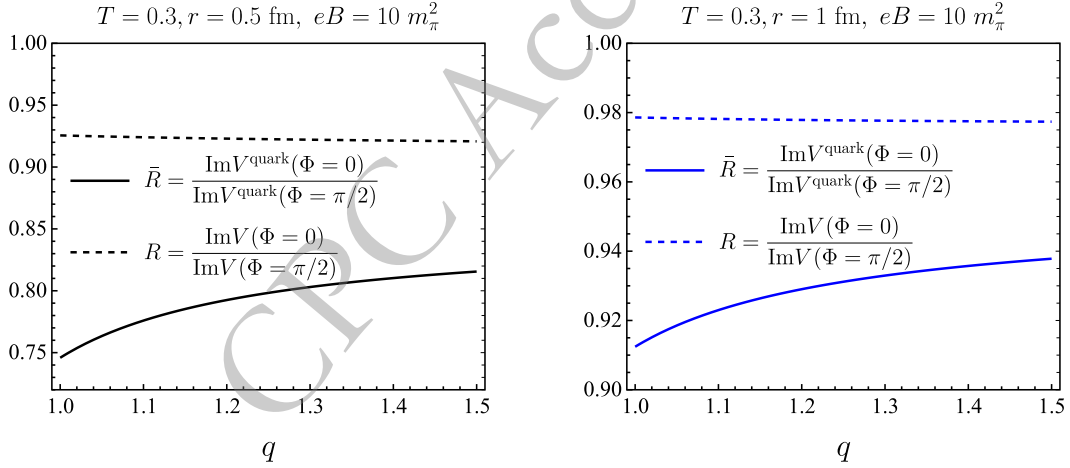 T = 0.3, r = 0.5 fm, eB = 10 m_π^2
1.00
0.95
0.90
0.85
0.80
0.75
R̄ = ImV^quark(Φ = 0) / ImV^quark(Φ = π/2)
R = ImV(Φ = 0) / ImV(Φ = π/2)
1.0 1.1 1.2 1.3 1.4 1.5
q
T = 0.3, r = 1 fm, eB = 10 m_π^2
1.00
0.98
0.96
0.94
0.92
0.90
R̄ = ImV^quark(Φ = 0) / ImV^quark(Φ = π/2)
R = ImV(Φ = 0) / ImV(Φ = π/2)
1.0 1.1 1.2 1.3 1.4 1.5
q
CPC Acc